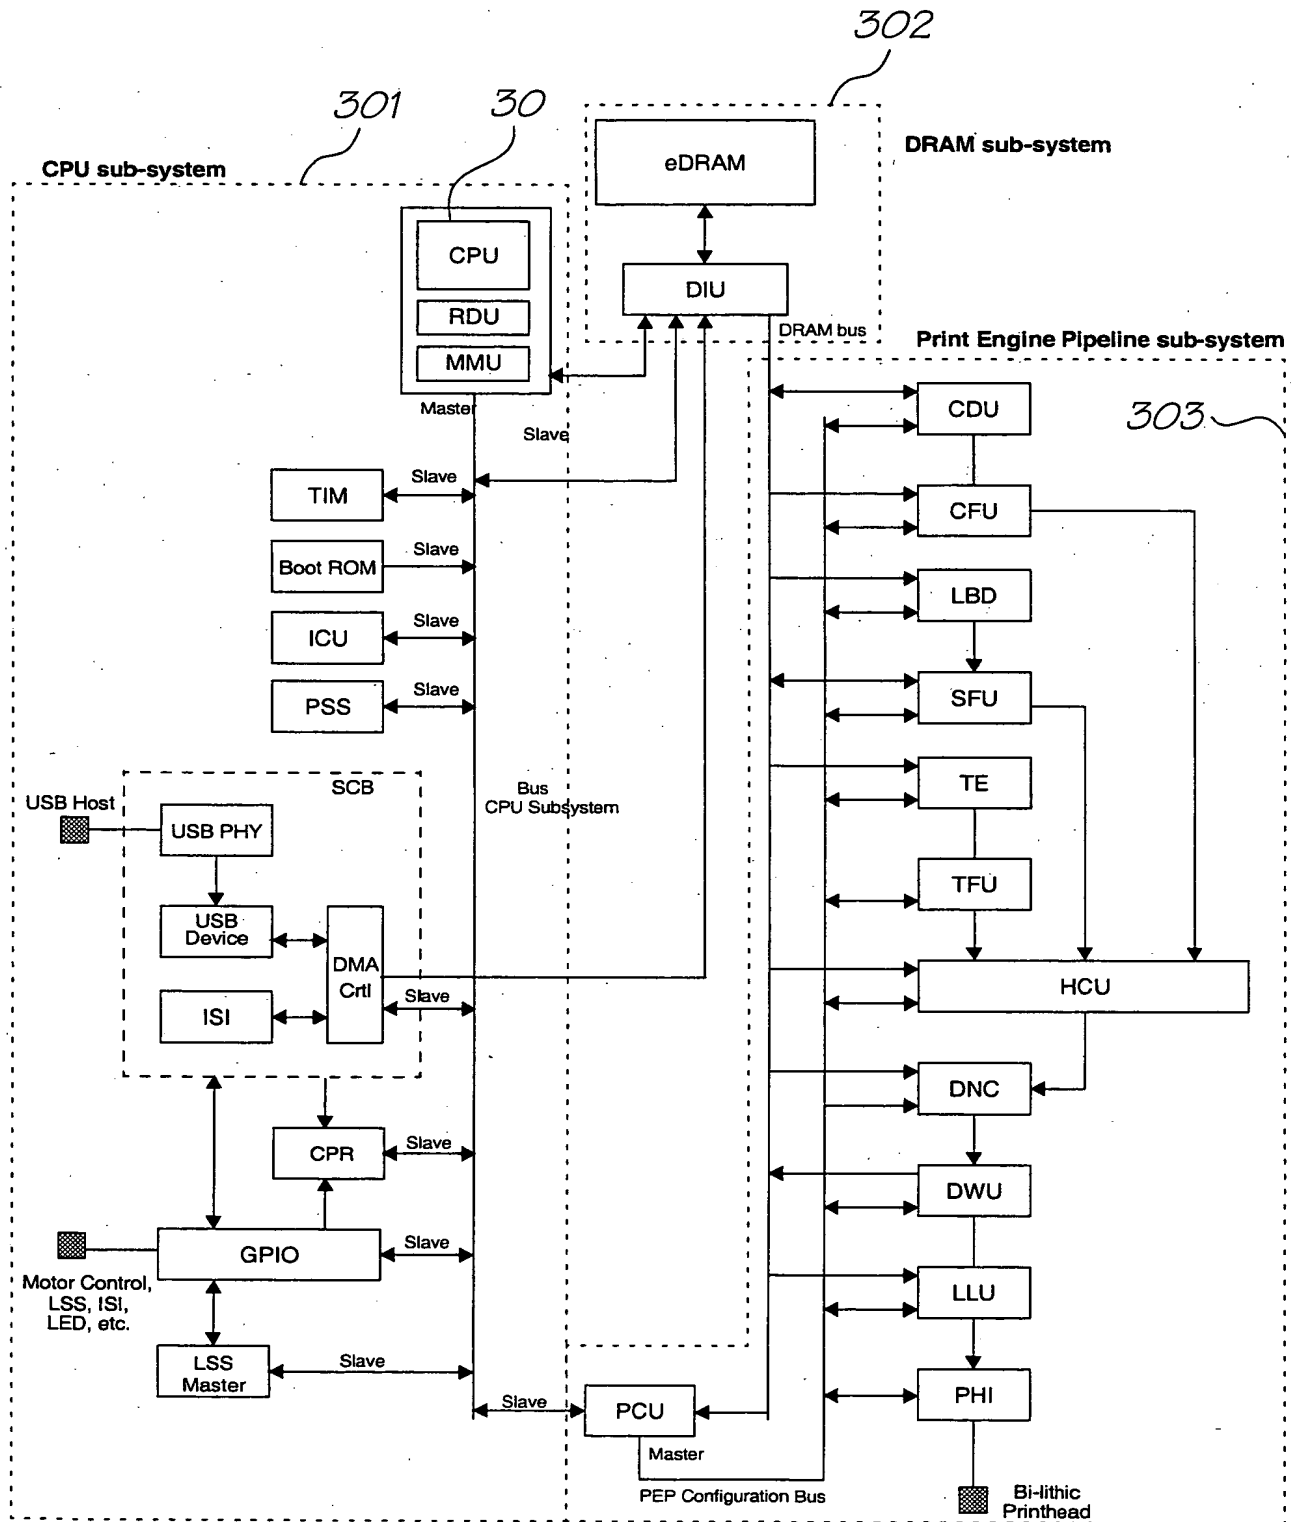 302
301
30
CPU sub-system
eDRAM
DRAM sub-system
CPU
DIU
RDU
DRAM bus
Print Engine Pipeline sub-system
MMU
Master
Slave
CDU
303
TIM
Slave
CFU
Boot ROM
Slave
LBD
ICU
Slave
PSS
Slave
SFU
SCB
Bus
CPU Subsystem
TE
USB Host
USB PHY
TFU
USB
Device
DMA
Crtl
Slave
ISI
HCU
DNC
CPR
Slave
DWU
GPIO
Slave
Motor Control,
LSS, ISI,
LED, etc.
LLU
LSS
Master
Slave
PHI
Slave
PCU
Master
PEP Configuration Bus
Bi-lithic
Printhead